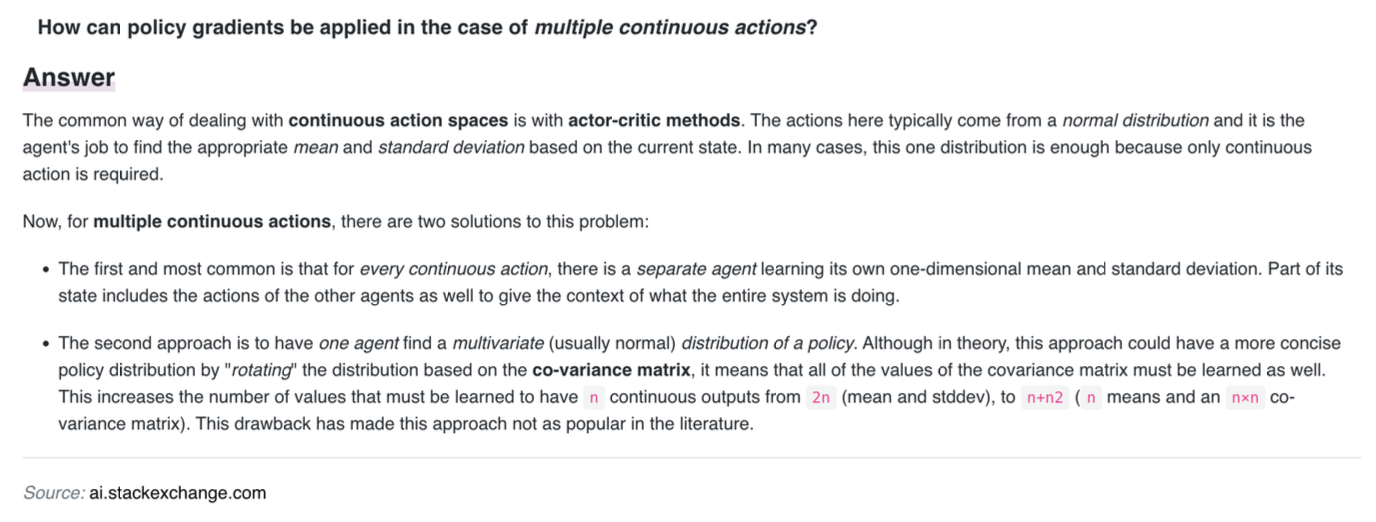 How can policy gradients be applied in the case of multiple continuous actions?
Answer
The common way of dealing with continuous action spaces is with actor-critic methods. The actions here typically come from a normal distribution and it is the
agent's job to find the appropriate mean and standard deviation based on the current state. In many cases, this one distribution is enough because only continuous
action is required.
Now, for multiple continuous actions, there are two solutions to this problem:
• The first and most common is that for every continuous action, there is a separate agent learning its own one-dimensional mean and standard deviation. Part of its
state includes the actions of the other agents as well to give the context of what the entire system is doing.
• The second approach is to have one agent find a multivariate (usually normal) distribution of a policy. Although in theory, this approach could have a more concise
policy distribution by "rotating" the distribution based on the co-variance matrix, it means that all of the values of the covariance matrix must be learned as well.
This increases the number of values that must be learned to have n continuous outputs from 2n (mean and stddev), to n+n2 ( n means and an n×n co-
variance matrix). This drawback has made this approach not as popular in the literature.
Source: ai.stackexchange.com